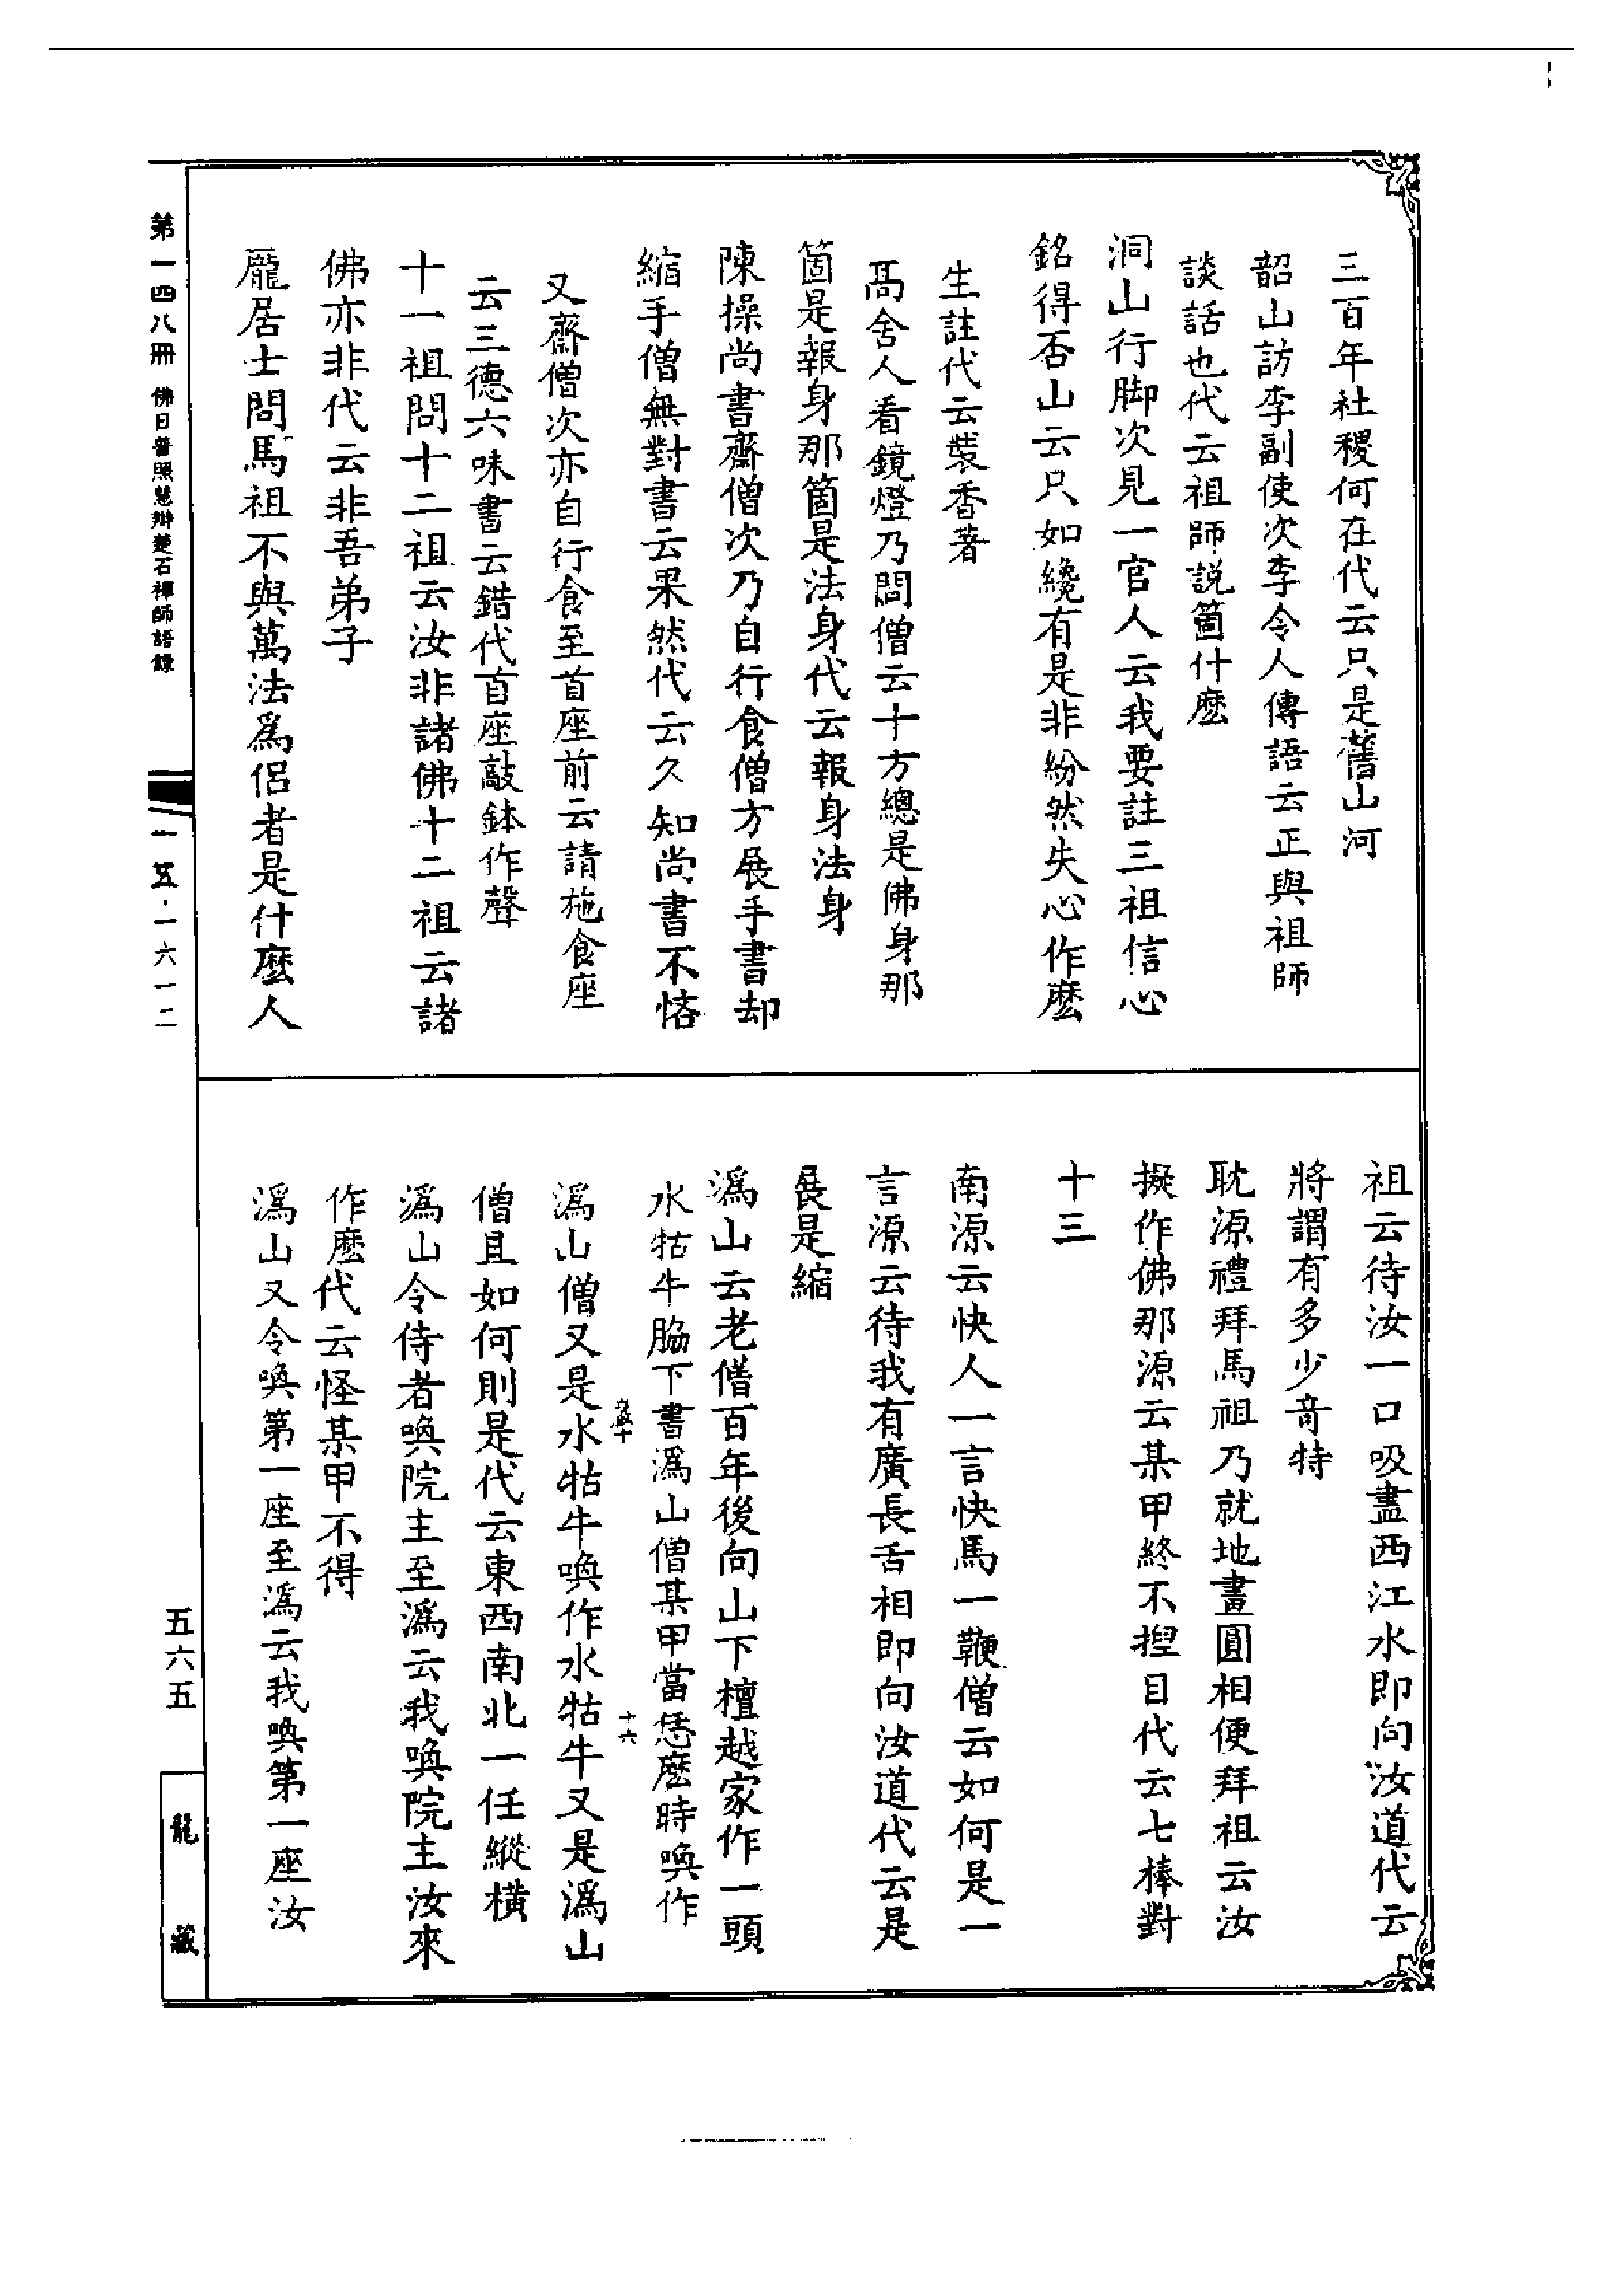 三百年社稷何在代云只是舊山河
韶山訪李副使次李令人傳語云正與祖師
談話也代云祖師說箇什麽
洞山行脚次見一官人云我要註三祖信心
銘得否山云只如纔有是非紛然失心作麽
生註代云裝香著
高舍人看鏡燈乃問僧云十方總是佛身那
箇是報身那箇是法身代云報身法身
陳操尚書齋僧次乃自行食僧方展手書却
縮手僧無對書云果然代云久知尚書不恡
又齋僧次亦自行食至首座前云請施食座
云三德六味書云錯代首座敲鉢作聲
十一祖問十二祖云汝非諸佛十二祖云諸
佛亦非代云非吾弟子
龐居士問馬祖不與萬法爲侶者是什麽人
祖云待汝一口吸盡西江水即向汝道代云
將謂有多少奇特
耽源禮拜馬祖乃就地畫圓相便拜祖云汝
擬作佛那源云某甲終不揑目代云七棒對
十三
南源云快人一言快馬一鞭僧云如何是一
言源云待我有廣長舌相即向汝道代云是
展是縮
溈山云老僧百年後向山下檀越家作一頭
水牯牛脇下書溈山僧某甲當恁麽時喚作
十六
溈山僧又是水牯牛喚作水牯牛又是溈山
僧且如何則是代云東西南北一任縱橫
溈山令侍者喚院主至溈云我喚院主汝來
作麽代云怪某甲不得
溈山又令喚第一座至溈云我喚第一座汝
第一四八冊 佛日普照慧辯楚石禪師語錄
一五·一六一二
五六五
龍藏